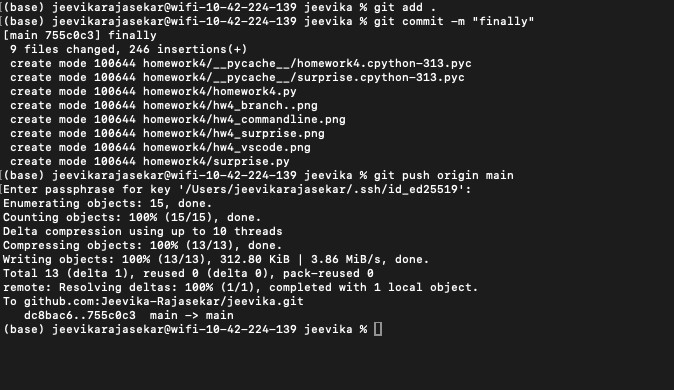 [(base) jeevikarajasekar@wifi-10-42-224-139 jeevika % git add .
[(base) jeevikarajasekar@wifi-10-42-224-139 jeevika % git commit -m "finally"
[main 755c0c3] finally
 9 files changed, 246 insertions(+)
 create mode 100644 homework4/__pycache__/homework4.cpython-313.pyc
 create mode 100644 homework4/__pycache__/surprise.cpython-313.pyc
 create mode 100644 homework4/homework4.py
 create mode 100644 homework4/hw4_branch..png
 create mode 100644 homework4/hw4_commandline.png
 create mode 100644 homework4/hw4_surprise.png
 create mode 100644 homework4/hw4_vscode.png
 create mode 100644 homework4/surprise.py
[(base) jeevikarajasekar@wifi-10-42-224-139 jeevika % git push origin main
[Enter passphrase for key '/Users/jeevikarajasekar/.ssh/id_ed25519':
Enumerating objects: 15, done.
Counting objects: 100% (15/15), done.
Delta compression using up to 10 threads
Compressing objects: 100% (13/13), done.
Writing objects: 100% (13/13), 312.80 KiB | 3.86 MiB/s, done.
Total 13 (delta 1), reused 0 (delta 0), pack-reused 0
remote: Resolving deltas: 100% (1/1), completed with 1 local object.
To github.com:Jeevika-Rajasekar/jeevika.git
   dc8bac6..755c0c3  main -> main
(base) jeevikarajasekar@wifi-10-42-224-139 jeevika %